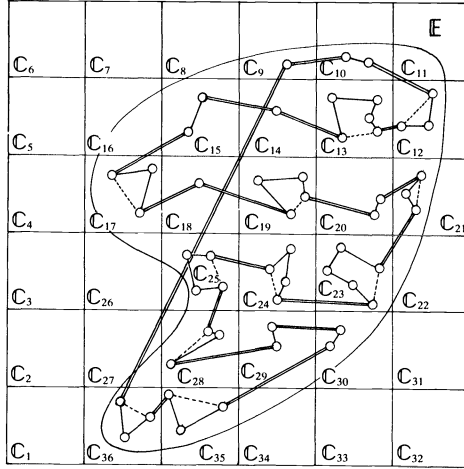 𝔼
ℂ₆ ℂ₇ ℂ₈ ℂ₉ ℂ₁₀ ℂ₁₁
ℂ₅ ℂ₁₆ ℂ₁₅ ℂ₁₄ ℂ₁₃ ℂ₁₂
ℂ₄ ℂ₁₇ ℂ₁₈ ℂ₁₉ ℂ₂₀ ℂ₂₁
ℂ₃ ℂ₂₆ ℂ₂₅ ℂ₂₄ ℂ₂₃ ℂ₂₂
ℂ₂ ℂ₂₇ ℂ₂₈ ℂ₂₉ ℂ₃₀ ℂ₃₁
ℂ₁ ℂ₃₆ ℂ₃₅ ℂ₃₄ ℂ₃₃ ℂ₃₂